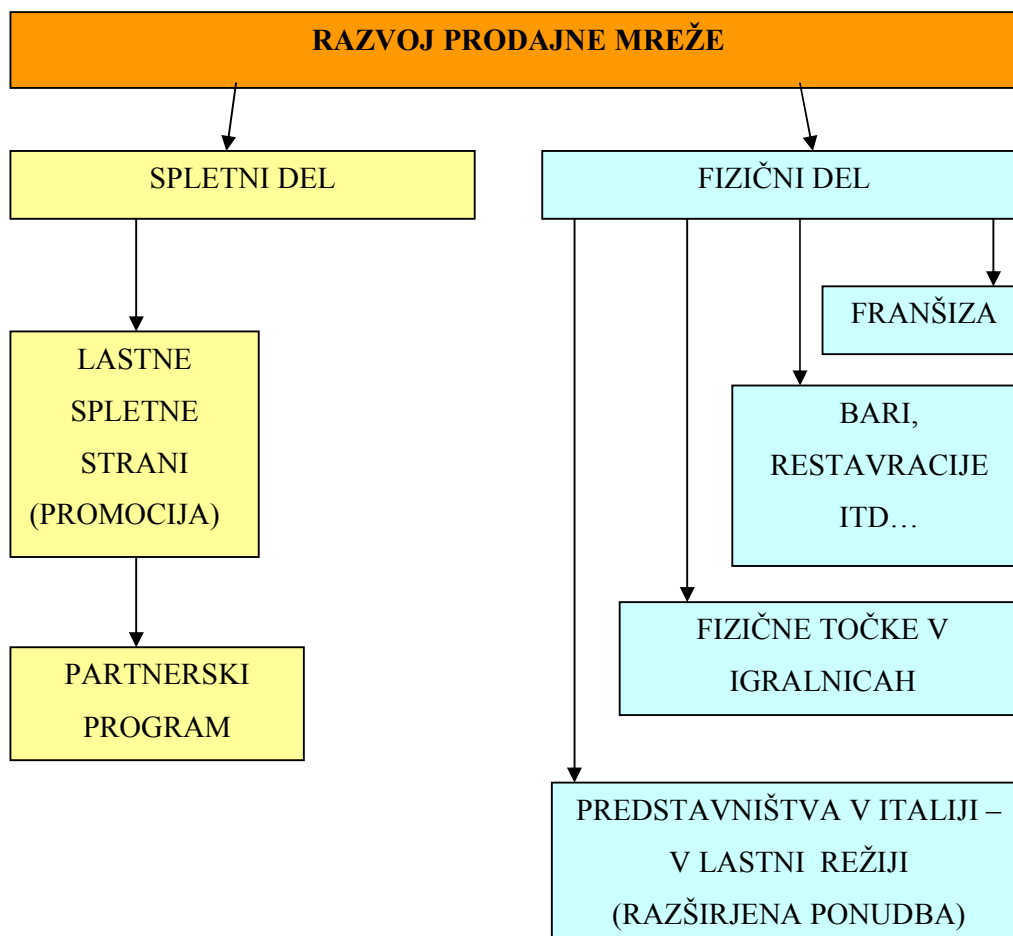 RAZVOJ PRODAJNE MREŽE
SPLETNI DEL
FIZIČNI DEL
FRANŠIZA
LASTNE
SPLETNE
STRANI
(PROMOCIJA)
BARI,
RESTAVRACIJE
ITD…
FIZIČNE TOČKE V
IGRALNICAH
PARTNERSKI
PROGRAM
PREDSTAVNIŠTVA V ITALIJI –
V LASTNI REŽIJI
(RAZŠIRJENA PONUDBA)